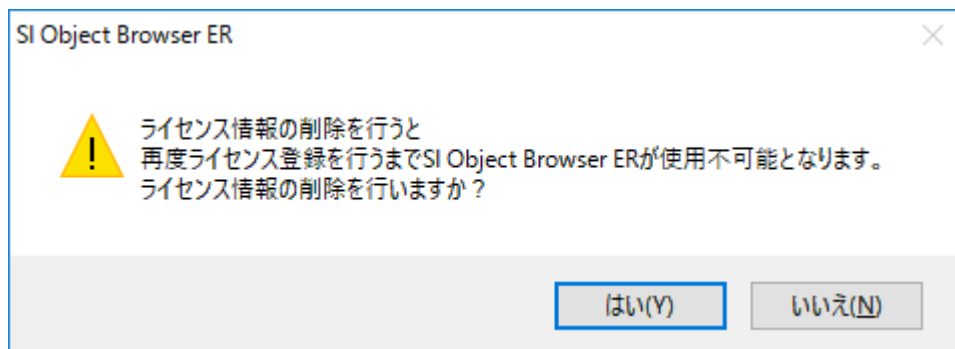 SI Object Browser ER
ライセンス情報の削除を行うと
再度ライセンス登録を行うまでSI Object Browser ERが使用不可能となります。
ライセンス情報の削除を行いますか？
はい(Y)
いいえ(N)